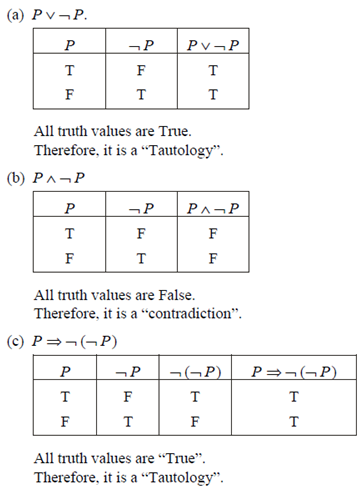 (a) P ∨ ¬ P.
P ¬ P P ∨ ¬ P
T F T
F T T
All truth values are True.
Therefore, it is a “Tautology”.
(b) P ∧ ¬ P
P ¬ P P ∧ ¬ P
T F F
F T F
All truth values are False.
Therefore, it is a “contradiction”.
(c) P ⇒ ¬ (¬ P)
P ¬ P ¬ (¬ P) P ⇒ ¬ (¬ P)
T F T T
F T F T
All truth values are “True”.
Therefore, it is a “Tautology”.